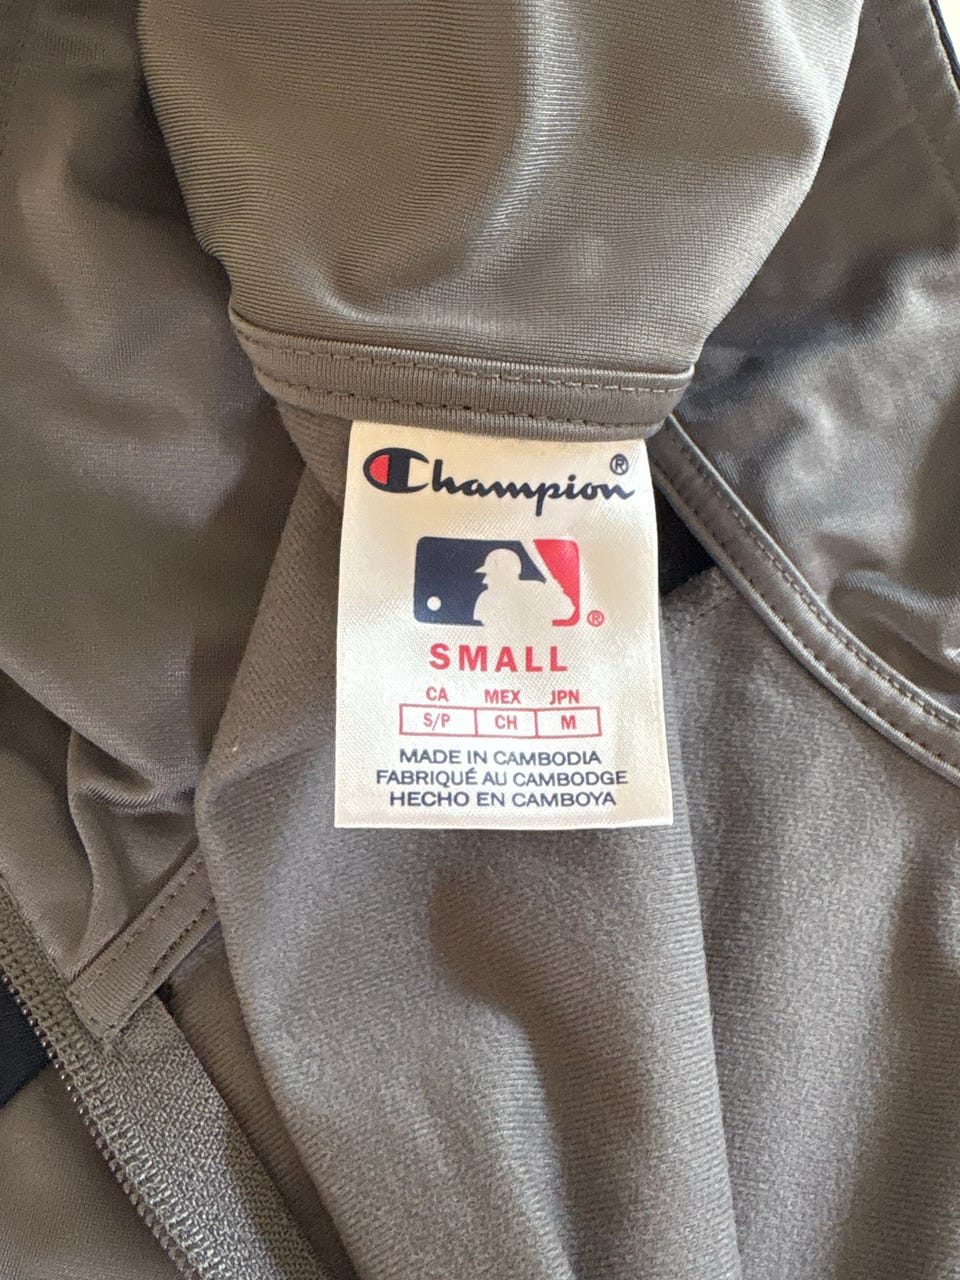 Champion®
®
SMALL
CA MEX JPN
S/P CH M
MADE IN CAMBODIA
FABRIQUÉ AU CAMBODGE
HECHO EN CAMBOYA